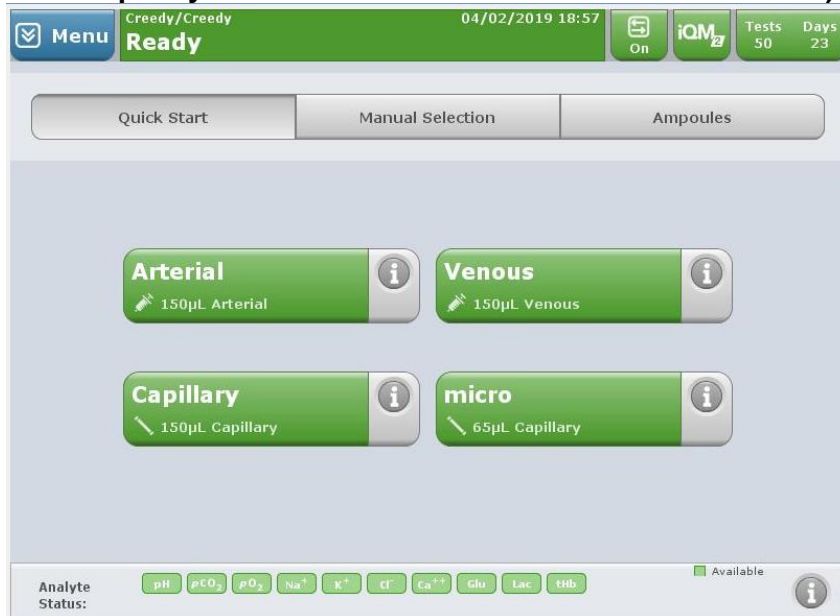 Creedy/Creedy 04/02/2019 18:57
Menu Ready On iQM2 Tests 50 Days 23
Quick Start Manual Selection Ampoules
Arterial
150µL Arterial
Venous
150µL Venous
Capillary
150µL Capillary
micro
65µL Capillary
Available
Analyte Status: pH pCO2 pO2 Na+ K+ Cl- Ca++ Glu Lac tHb